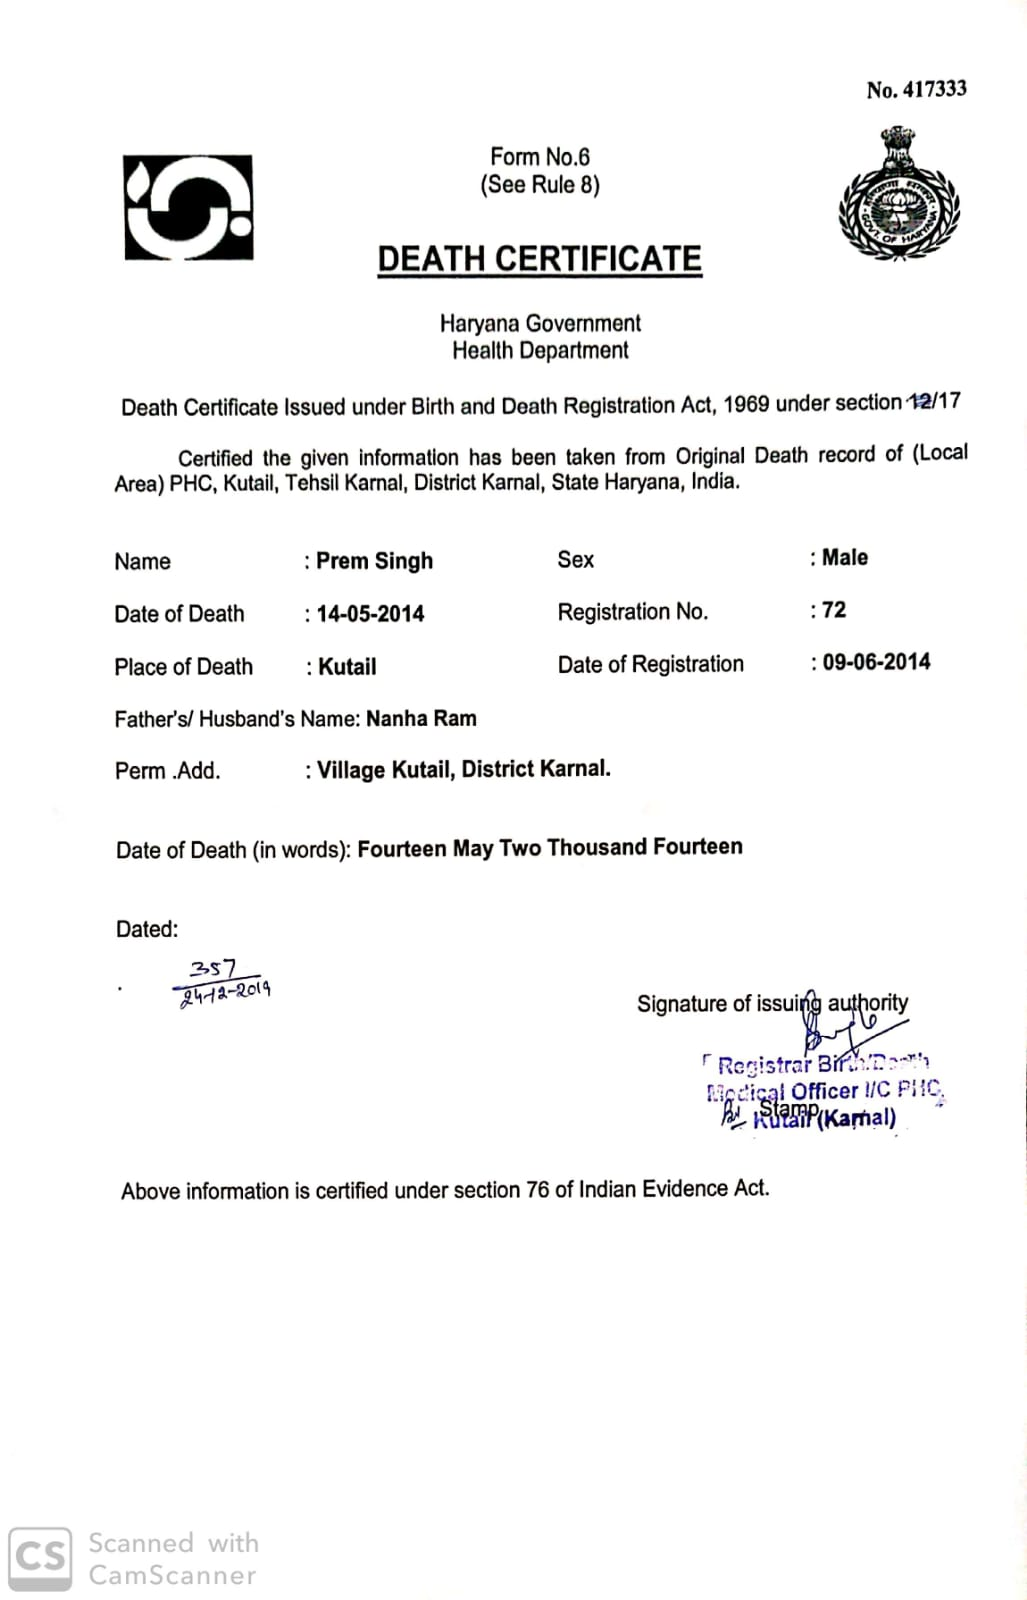 No. 417333
Form No.6
(See Rule 8)
DEATH CERTIFICATE
GOVT. OF HARYANA
Haryana Government
Health Department
Death Certificate Issued under Birth and Death Registration Act, 1969 under section 12/17
Certified the given information has been taken from Original Death record of (Local
Area) PHC, Kutail, Tehsil Karnal, District Karnal, State Haryana, India.
Name : Prem Singh Sex : Male
Date of Death : 14-05-2014 Registration No. : 72
Place of Death : Kutail Date of Registration : 09-06-2014
Father's/ Husband's Name: Nanha Ram
Perm .Add. : Village Kutail, District Karnal.
Date of Death (in words): Fourteen May Two Thousand Fourteen
Dated:
357
24-12-2019
Signature of issuing authority
Registrar Birth/Death
Medical Officer I/C PHC,
Stamp
Kutail (Karnal)
Above information is certified under section 76 of Indian Evidence Act.
CS Scanned with
CamScanner